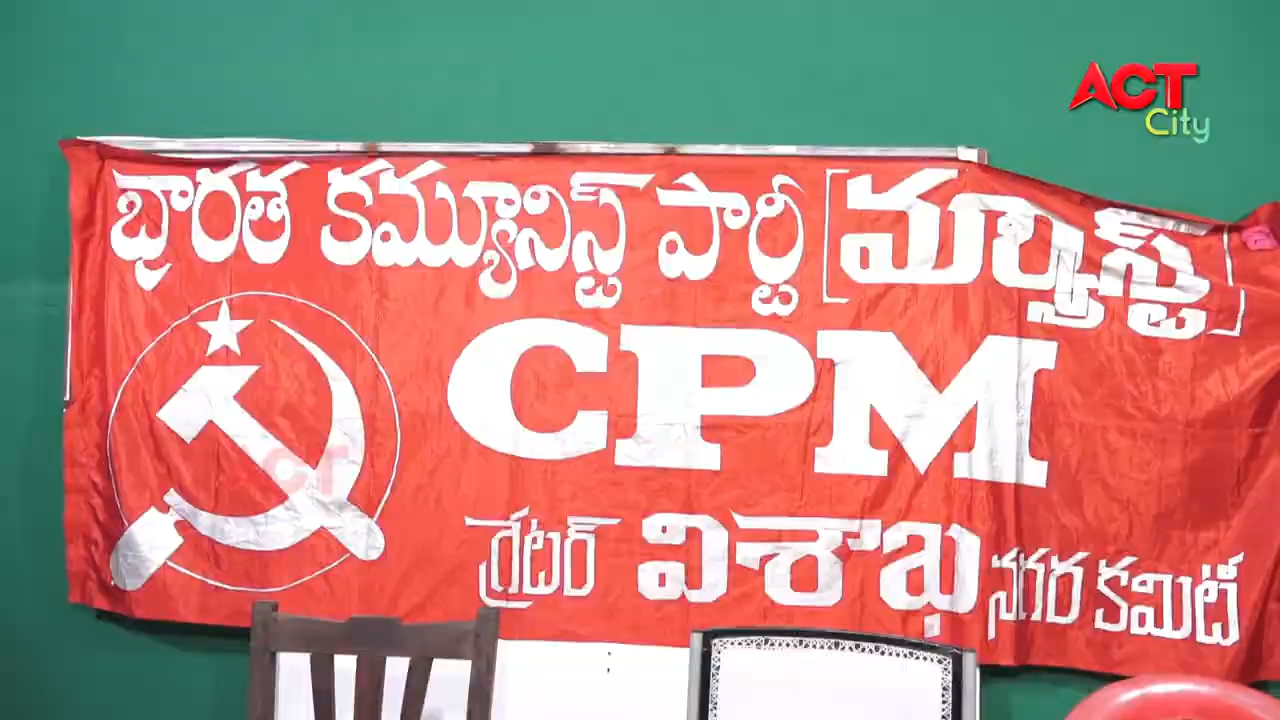 ACT
City
భారత కమ్యూనిస్ట్ పార్టీ [మార్క్సిస్ట్]
CPM
గ్రేటర్ విశాఖ నగర కమిటీ